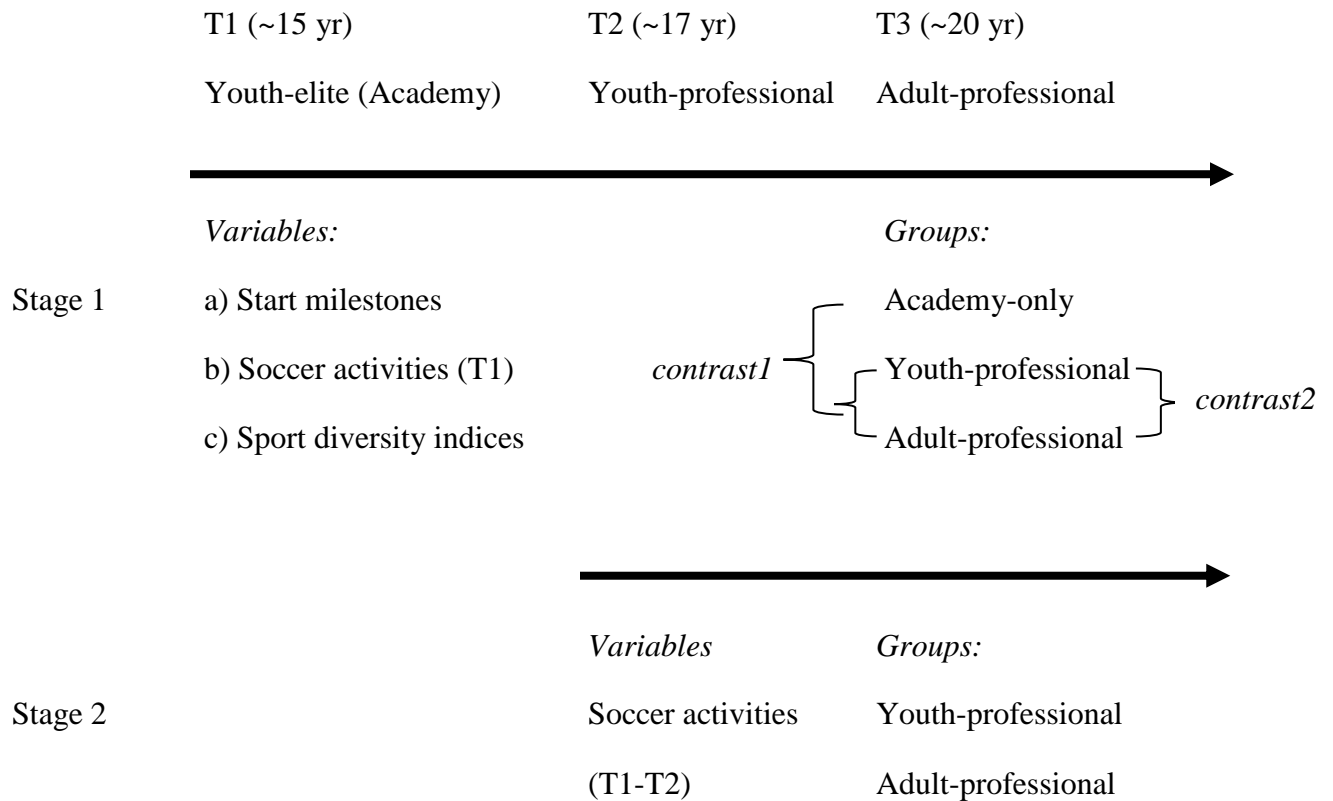 T1 (~15 yr) T2 (~17 yr) T3 (~20 yr)
Youth-elite (Academy) Youth-professional Adult-professional
Variables: Groups:
Stage 1 a) Start milestones Academy-only
b) Soccer activities (T1) contrast1 Youth-professional contrast2
c) Sport diversity indices Adult-professional
Variables Groups:
Stage 2 Soccer activities Youth-professional
(T1-T2) Adult-professional